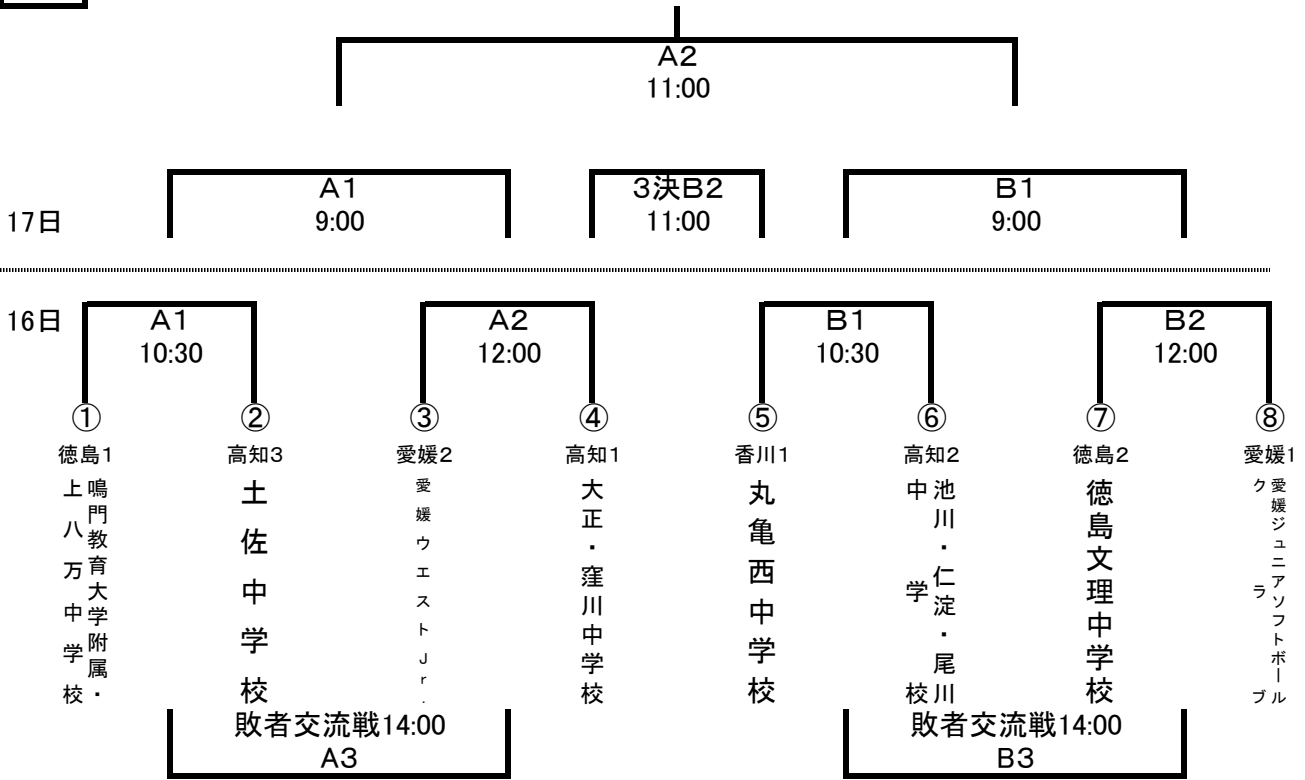 A2
11:00
A1
3決B2
B1
17日
9:00
11:00
9:00
16日
A1
A2
B1
B2
10:30
12:00
10:30
12:00
①
②
③
④
⑤
⑥
⑦
⑧
徳島1
高知3
愛媛2
高知1
香川1
高知2
徳島2
愛媛1
鳴門教育大学附属・
上八万中学校・
土佐中学校
愛媛ウエストJr.
大正・窪川中学校
丸亀西中学校
池川・仁淀・尾川
中学校
徳島文理中学校
愛媛ジュニアソフトボール
クラブ
敗者交流戦14:00
A3
敗者交流戦14:00
B3